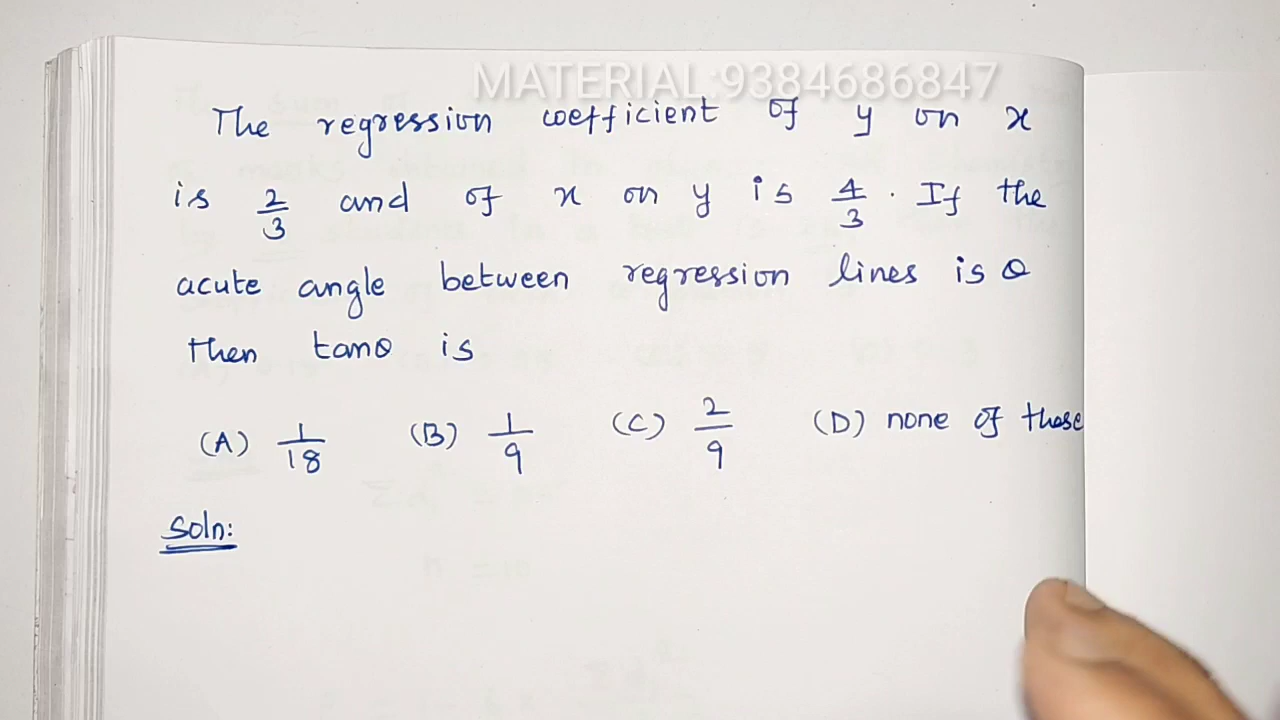 MATERIAL:9384686847
The regression coefficient of y on x
is 2/3 and of x on y is 4/3. If the
acute angle between regression lines is θ
then tanθ is
(A) 1/18 (B) 1/9 (C) 2/9 (D) none of these
Soln: